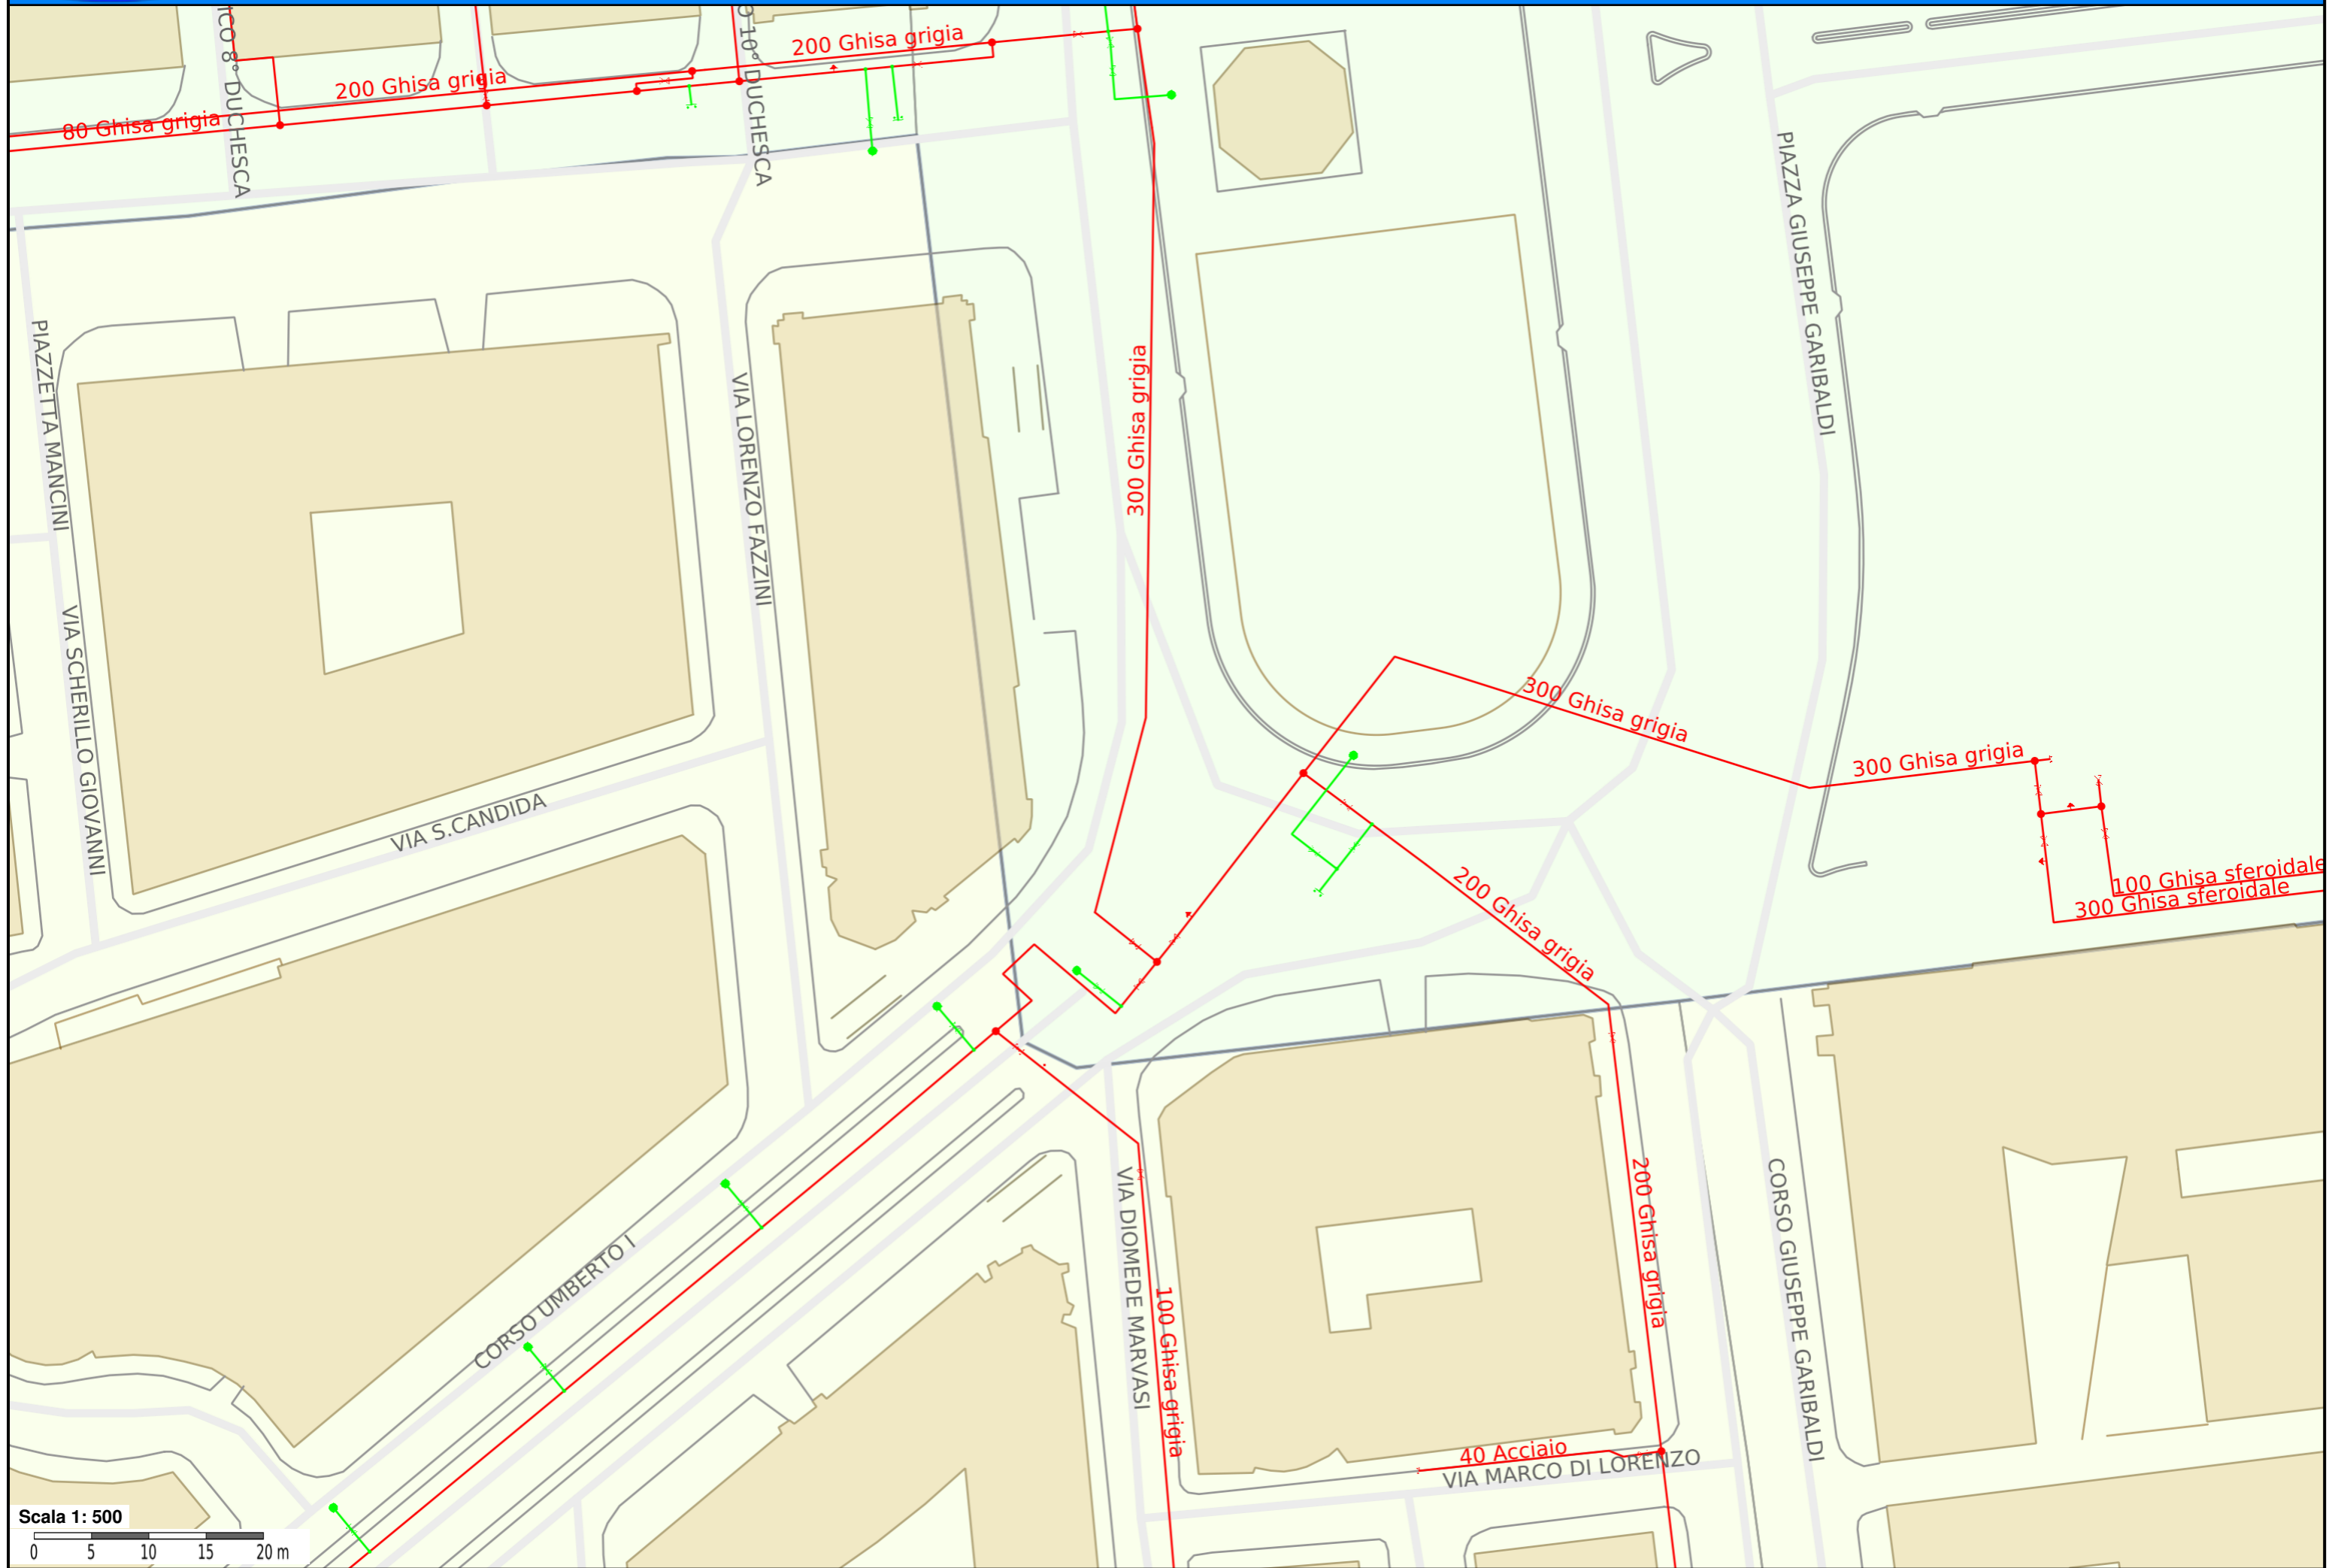 200 Ghisa grigia
200 Ghisa grigia
80 Ghisa grigia
DUCHESCA
10° DUCHESCA
PIAZZA GIUSEPPE GARIBALDI
PIAZZETTA MANCINI
VIA LORENZO FAZZINI
300 Ghisa grigia
VIA SCHERILLO GIOVANNI
VIA S.CANDIDA
300 Ghisa grigia
300 Ghisa grigia
200 Ghisa grigia
100 Ghisa sferoidale
300 Ghisa sferoidale
CORSO UMBERTO I
VIA DIOMEDE MARVASI
100 Ghisa grigia
200 Ghisa grigia
CORSO GIUSEPPE GARIBALDI
40 Acciaio
VIA MARCO DI LORENZO
Scala 1: 500
0 5 10 15 20 m